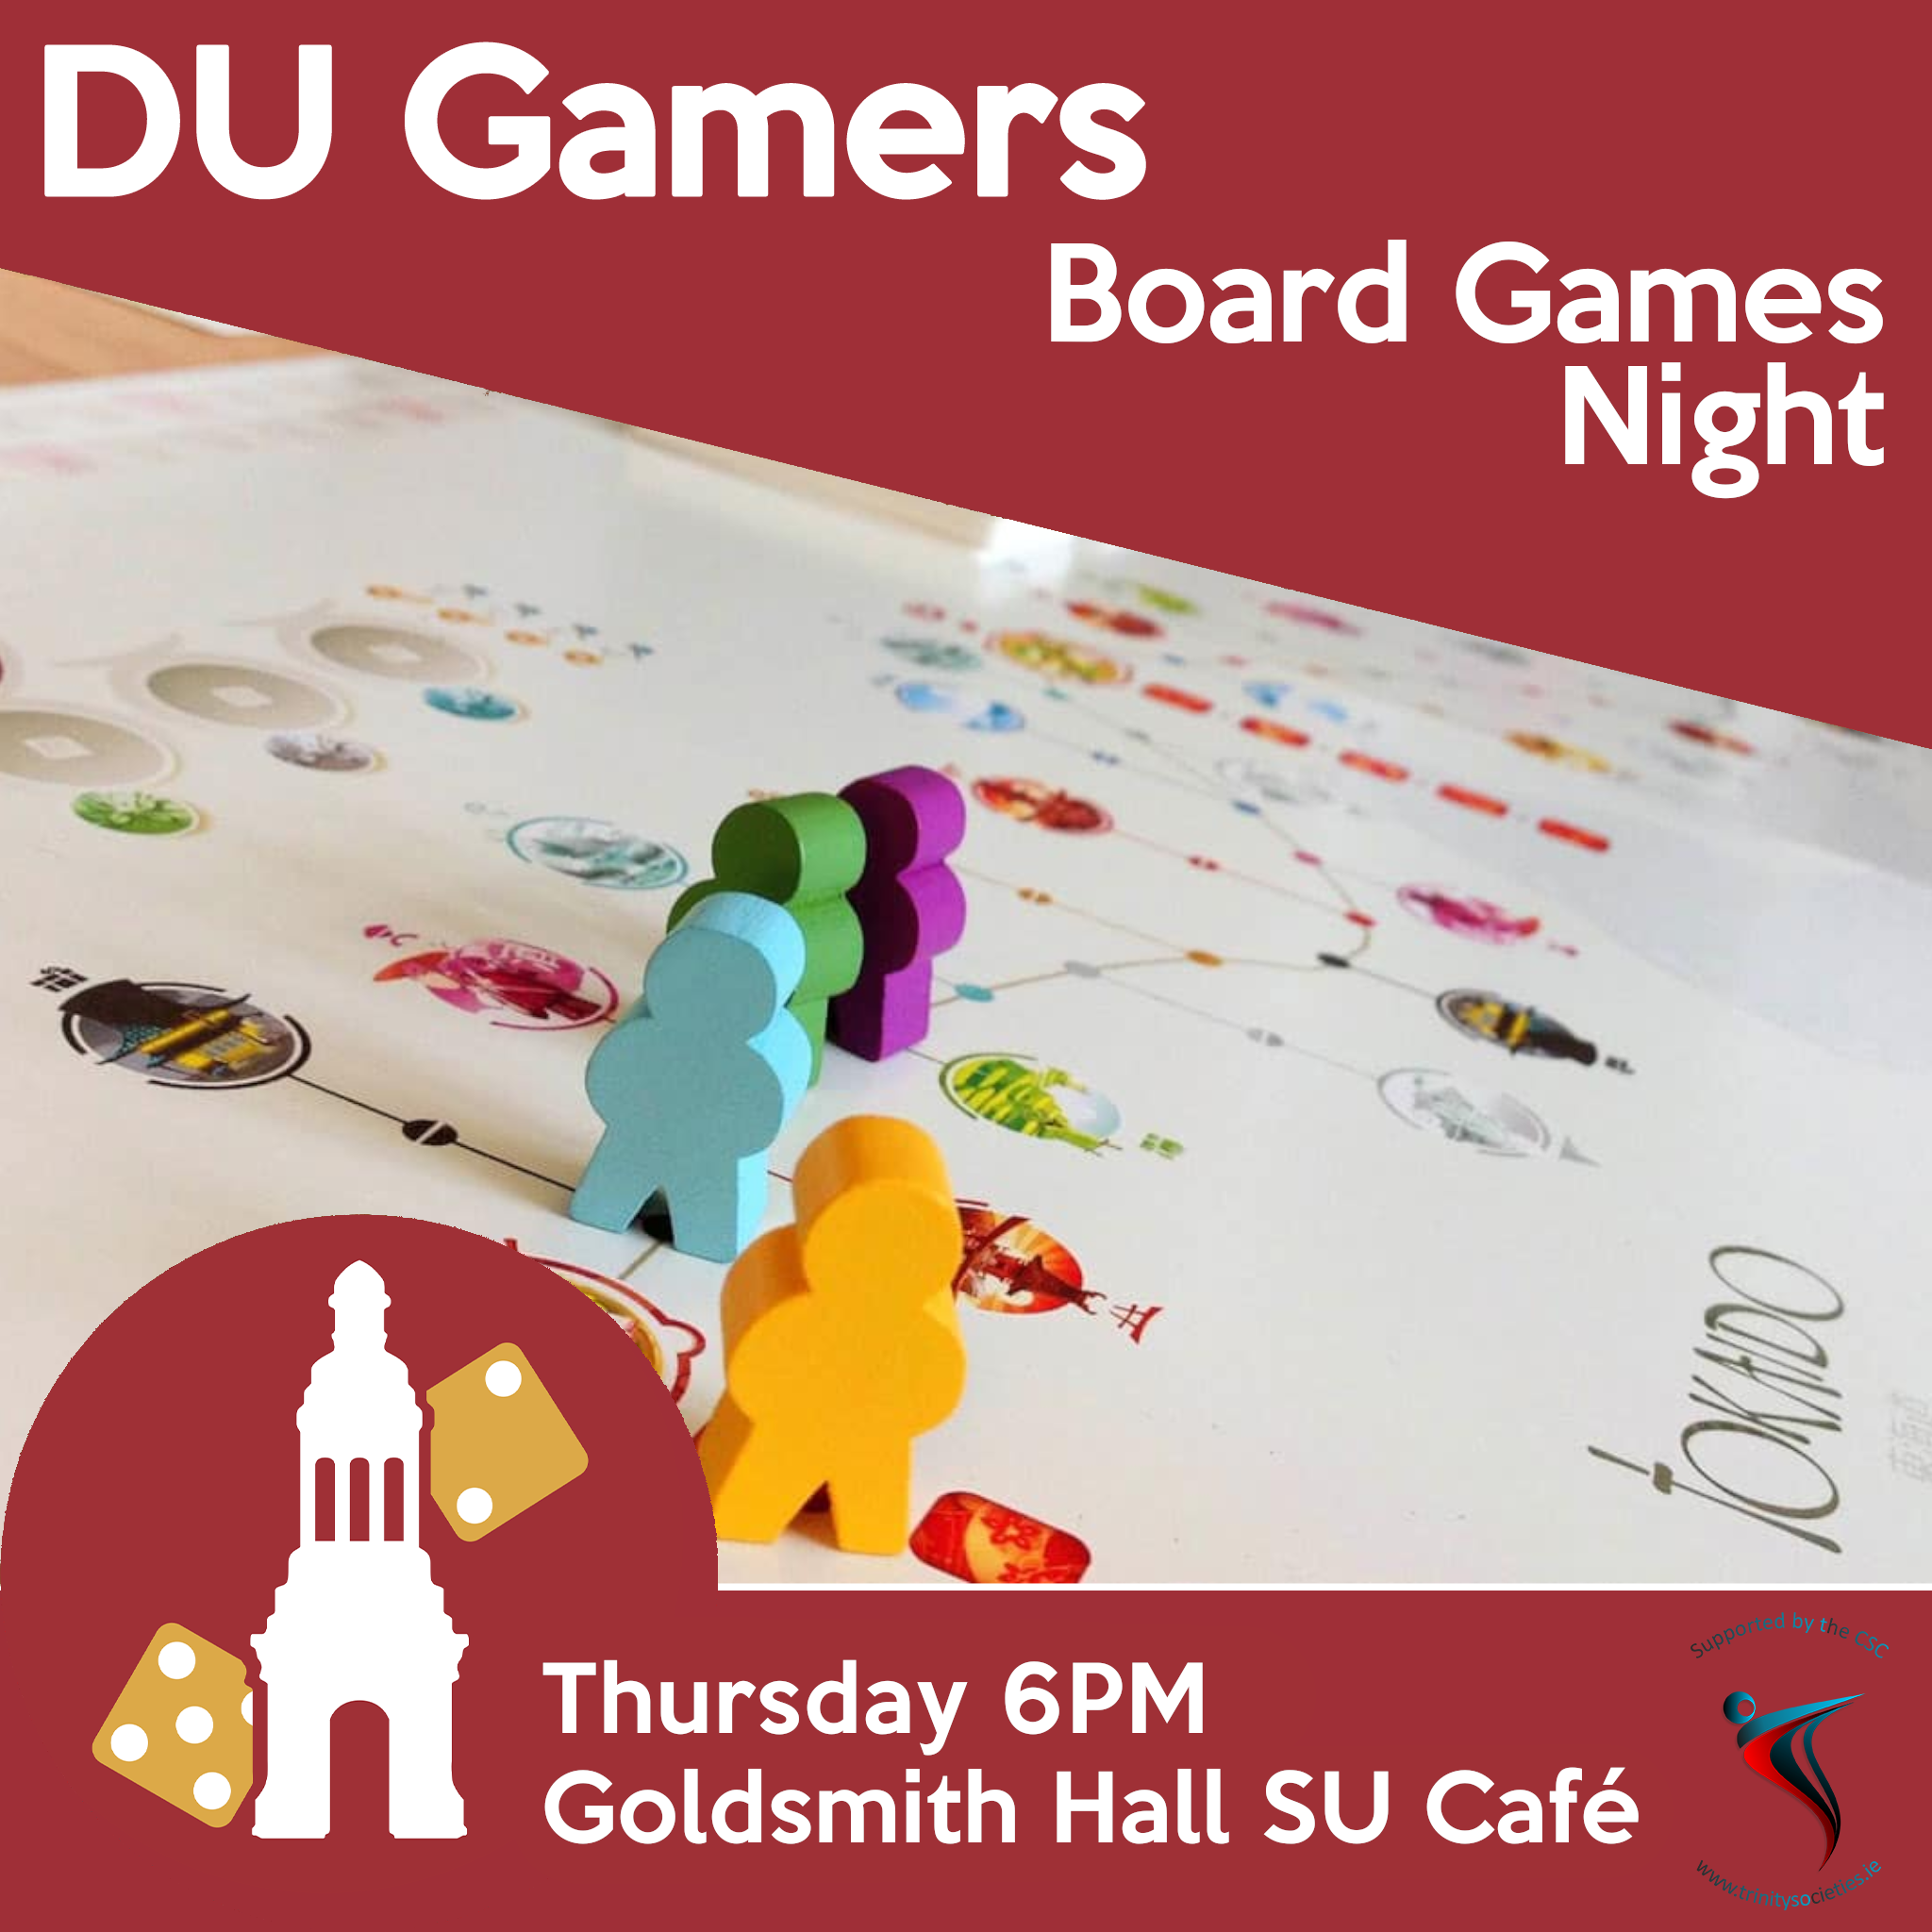 DU Gamers
Board Games
Night
TOKAIDO
Thursday 6PM
Goldsmith Hall SU Café
Supported by the CSC
www.trinitysocieties.ie